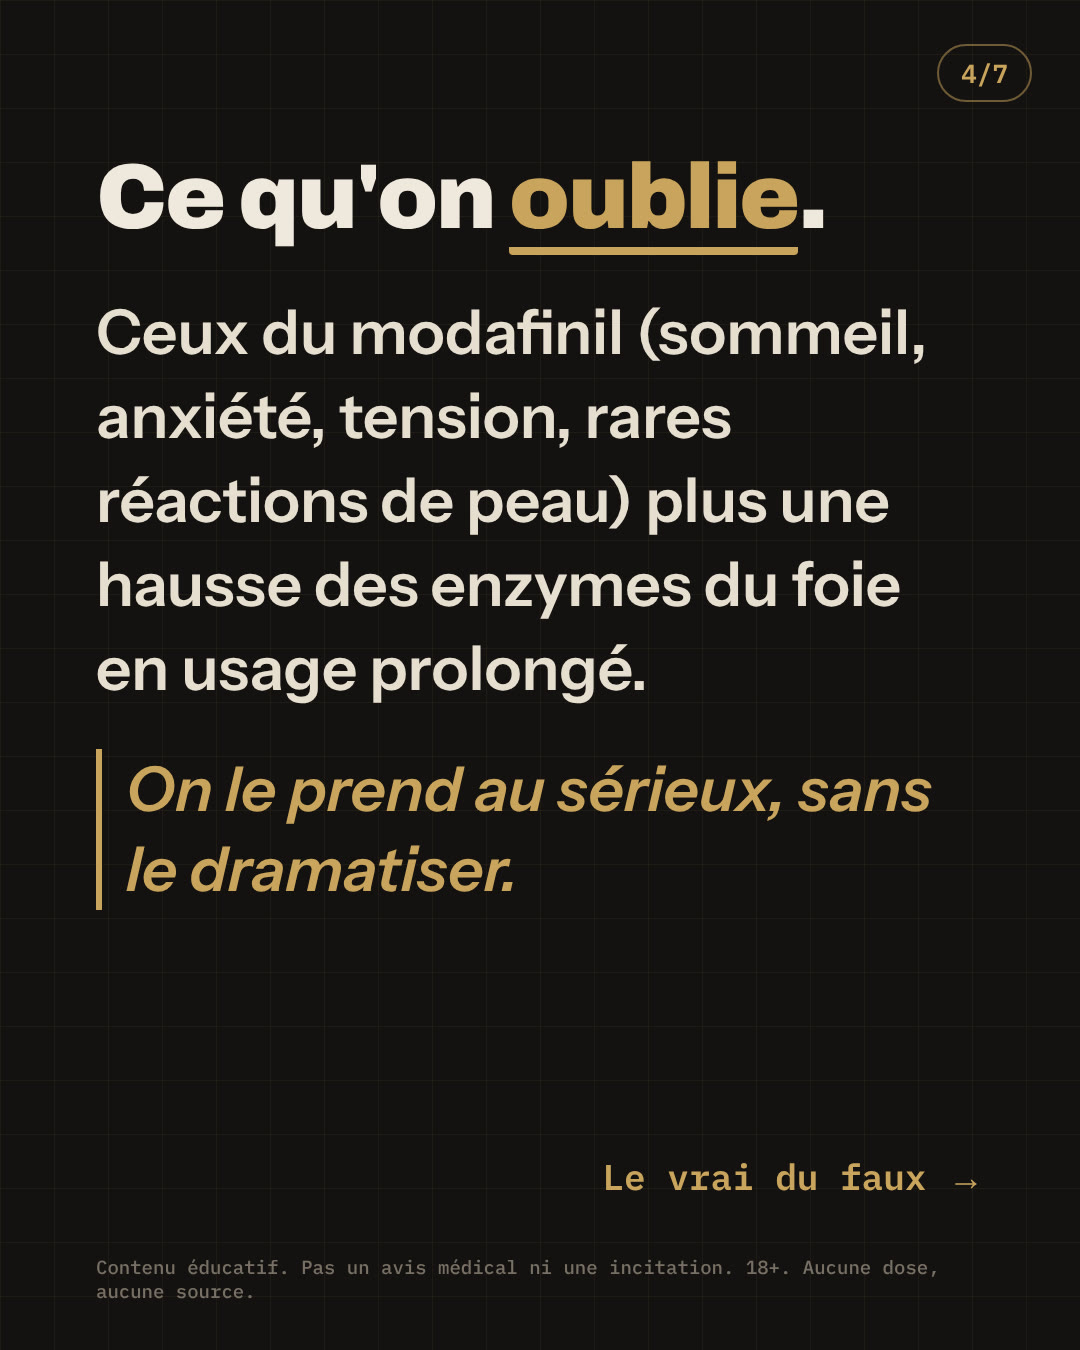 4/7
Ce qu'on oublie.
Ceux du modafinil (sommeil,
anxiété, tension, rares
réactions de peau) plus une
hausse des enzymes du foie
en usage prolongé.
On le prend au sérieux, sans
le dramatiser.
Le vrai du faux →
Contenu éducatif. Pas un avis médical ni une incitation. 18+. Aucune dose,
aucune source.